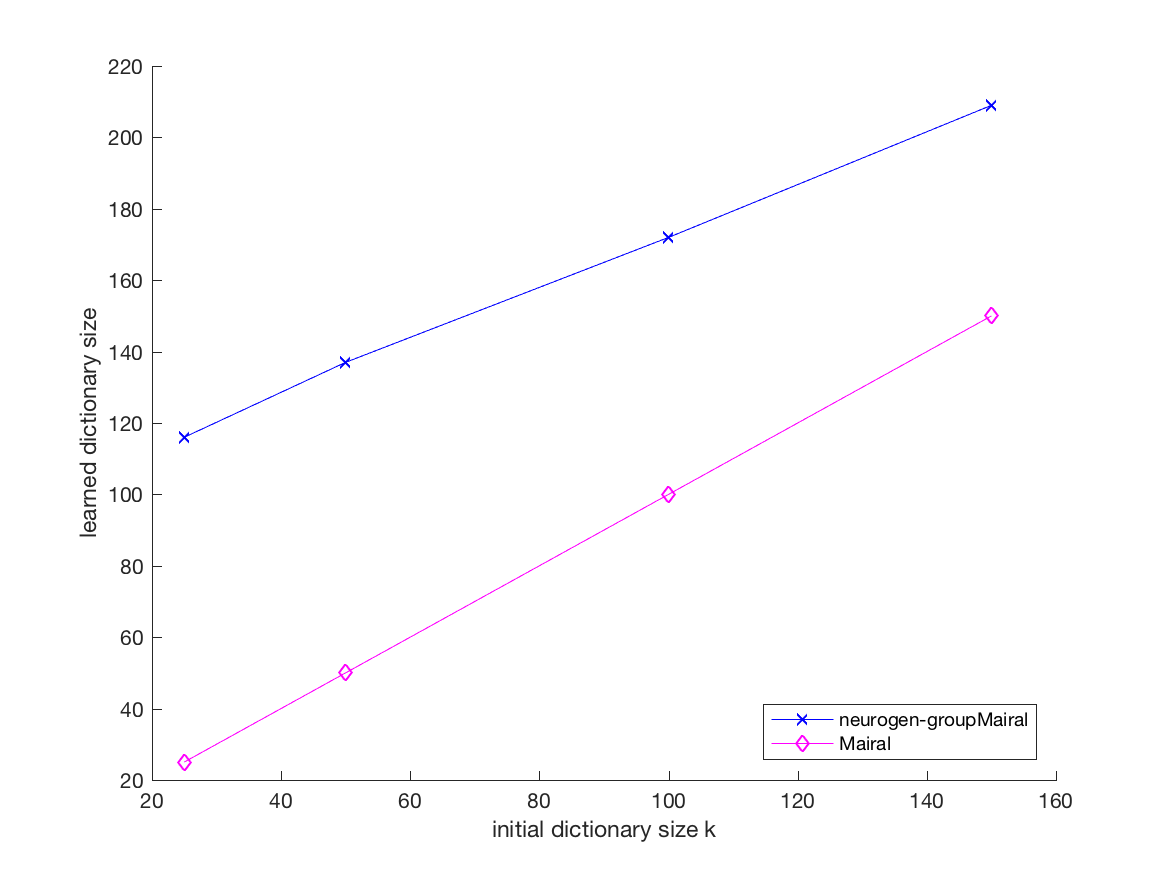 220
200
180
160
140
120
100
80
60
40
20
learned dictionary size
20 40 60 80 100 120 140 160
initial dictionary size k
neurogen-groupMairal
Mairal